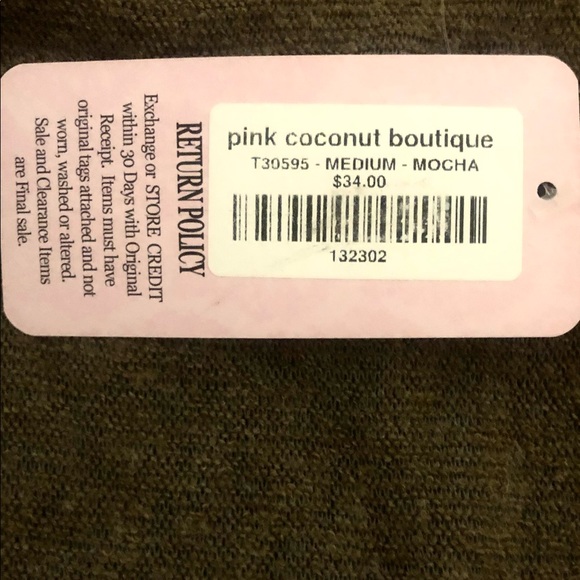 pink coconut boutique
T30595 - MEDIUM - MOCHA
$34.00
132302
RETURN POLICY
Exchange or STORE CREDIT
within 30 Days with Original
Receipt. Items must have
original tags attached and not
worn, washed or altered.
Sale and Clearance Items
are Final sale.